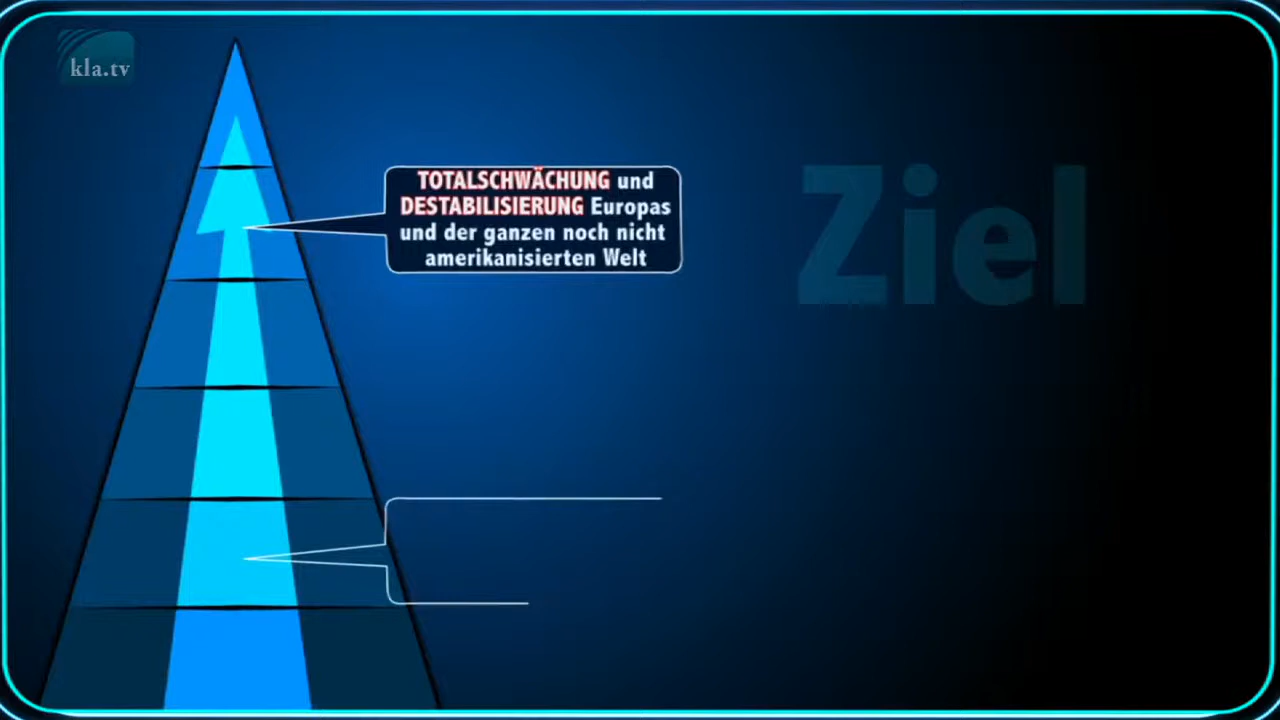 kla.tv
TOTALSCHWÄCHUNG und
DESTABILISIERUNG Europas
und der ganzen noch nicht
amerikanisierten Welt
Ziel